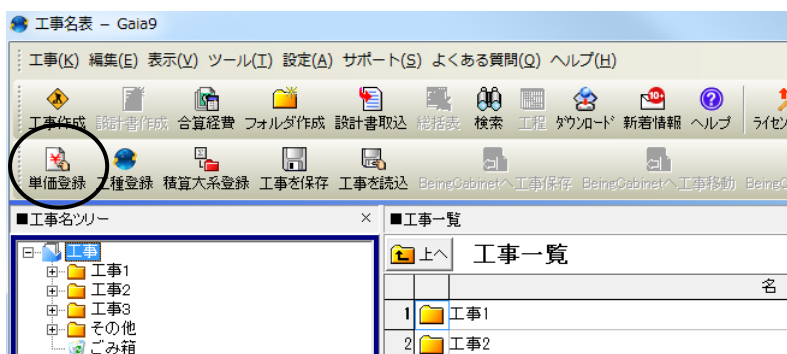 工事名表 – Gaia9
工事(K) 編集(E) 表示(V) ツール(T) 設定(A) サポート(S) よくある質問(Q) ヘルプ(H)
工事作成 設計書作成 合算経費 フォルダ作成 設計書取込 総括表 検索 工程 ダウンロード 新着情報 ヘルプ ライセン
単価登録 工種登録 積算大系登録 工事を保存 工事を読込 BeingCabinetへ工事保存 BeingCabinetへ工事移動 BeingC
■工事名ツリー × ■工事一覧
工事 上へ 工事一覧
工事1
工事2 名
工事3 1 工事1
その他
ごみ箱 2 工事2